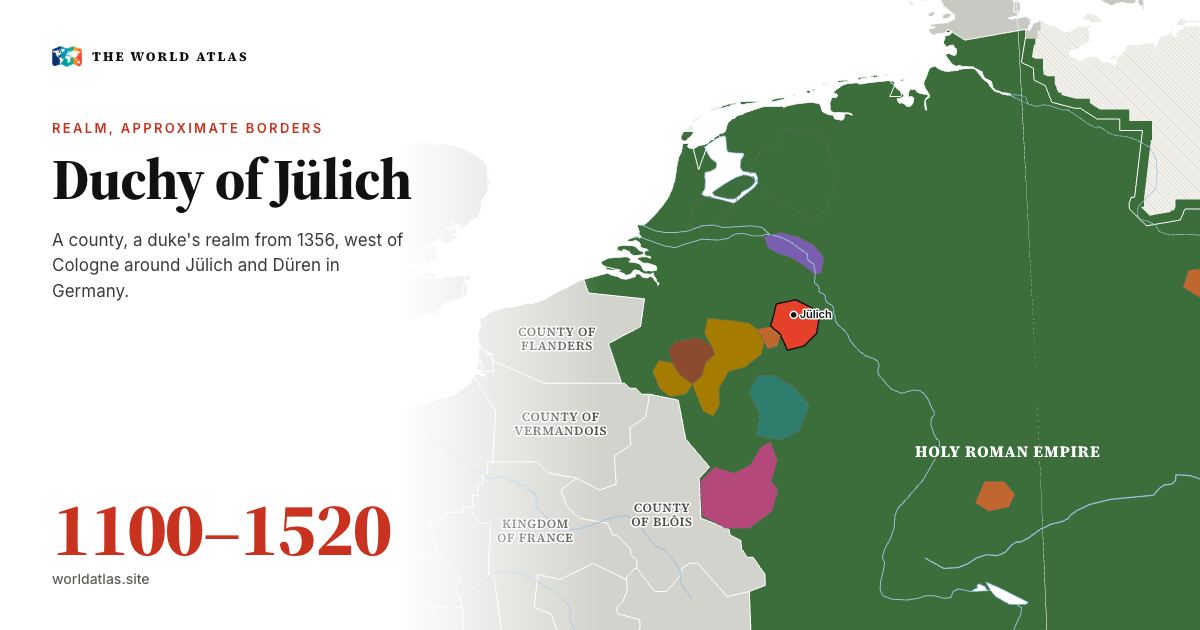 THE WORLD ATLAS
REALM, APPROXIMATE BORDERS
Duchy of Jülich
A county, a duke's realm from 1356, west of
Cologne around Jülich and Düren in
Germany.
1100–1520
worldatlas.site
Jülich
COUNTY OF
FLANDERS
COUNTY OF
VERMANDOIS
HOLY ROMAN EMPIRE
COUNTY
OF BLÔIS
KINGDOM
OF FRANCE